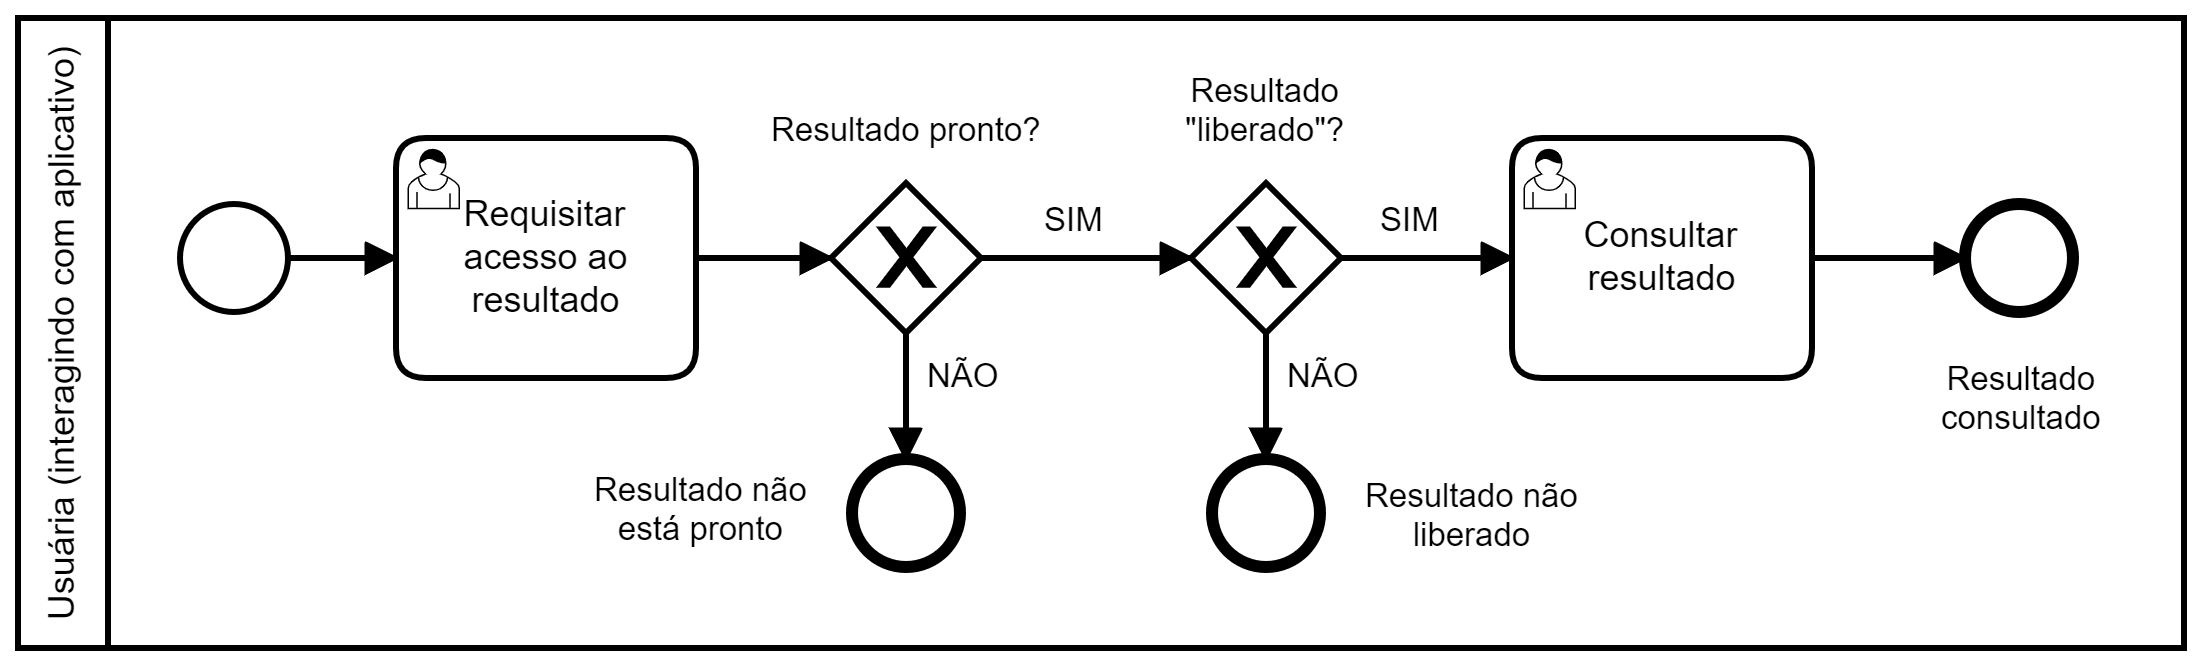 Usuária (interagindo com aplicativo)
Requisitar
acesso ao
resultado
Resultado pronto?
SIM
NÃO
Resultado não
está pronto
Resultado
"liberado"?
SIM
NÃO
Resultado não
liberado
Consultar
resultado
Resultado
consultado